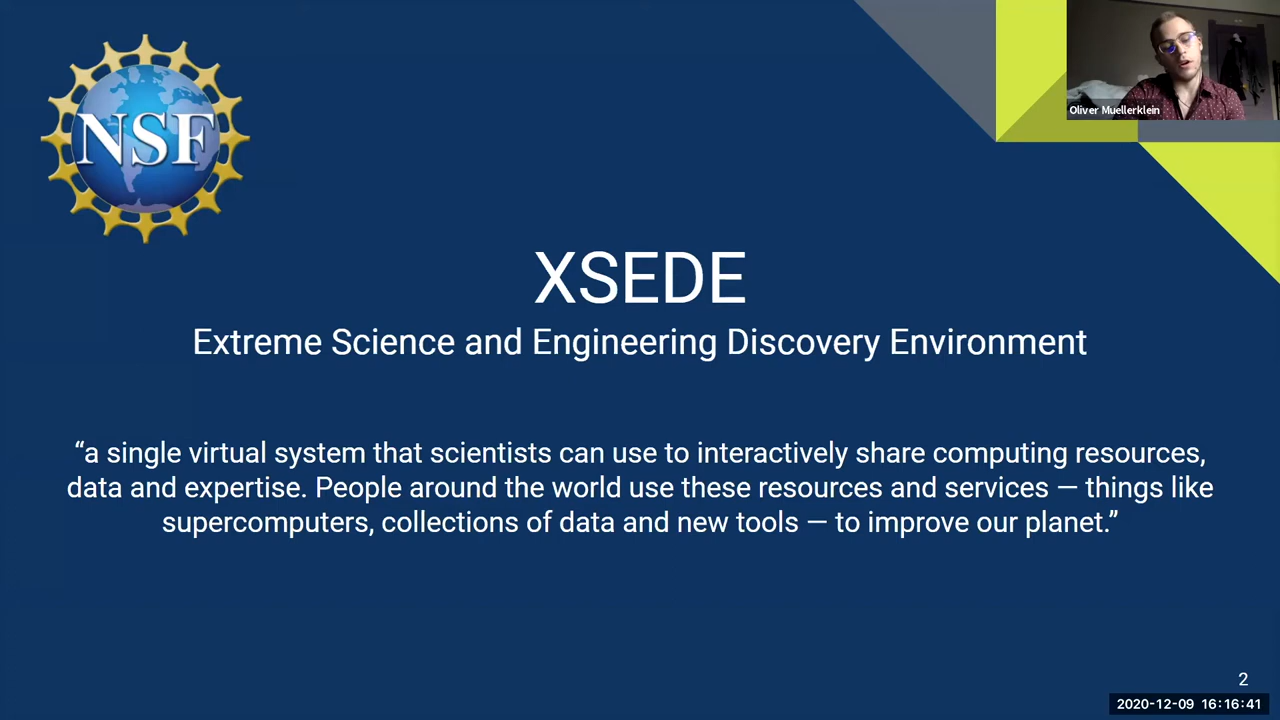 NSF
Oliver Muellerklein
XSEDE
Extreme Science and Engineering Discovery Environment
“a single virtual system that scientists can use to interactively share computing resources,
data and expertise. People around the world use these resources and services — things like
supercomputers, collections of data and new tools — to improve our planet.”
2
2020-12-09 16:16:41